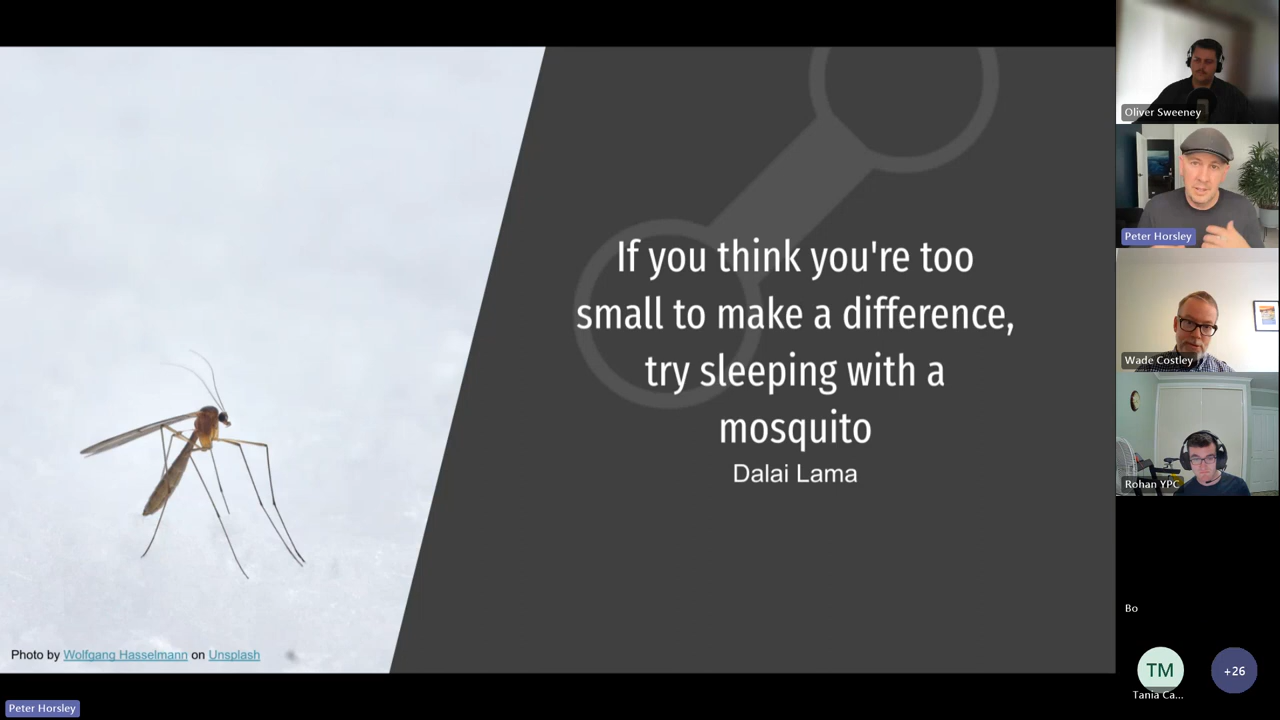 If you think you're too
small to make a difference,
try sleeping with a
mosquito
Dalai Lama
Photo by Wolfgang Hasselmann on Unsplash
Peter Horsley
Oliver Sweeney
Peter Horsley
Wade Costley
Rohan YPC
Bo
TM
Tania Ca...
+26